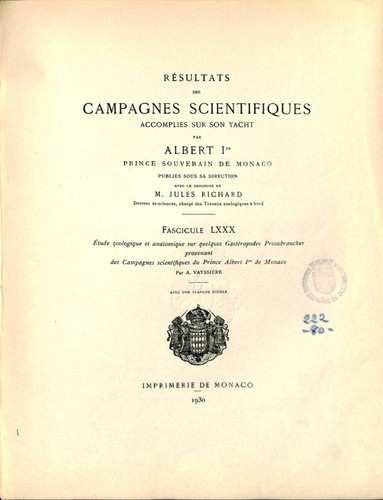 RÉSULTATS
DES
CAMPAGNES SCIENTIFIQUES
ACCOMPLIES SUR SON YACHT
PAR
ALBERT Ier
PRINCE SOUVERAIN DE MONACO
PUBLIÉS SOUS SA DIRECTION
AVEC LE CONCOURS DE
M. JULES RICHARD
Docteur ès-sciences, chargé des Travaux zoologiques à bord
FASCICULE LXXX
Étude zoologique et anatomique sur quelques Gastéropodes Prosobranches
provenant
des Campagnes scientifiques du Prince Albert Ier de Monaco
Par A. VAYSSIÈRE
AVEC UNE PLANCHE DOUBLE
222
-80-
IMPRIMERIE DE MONACO
1930